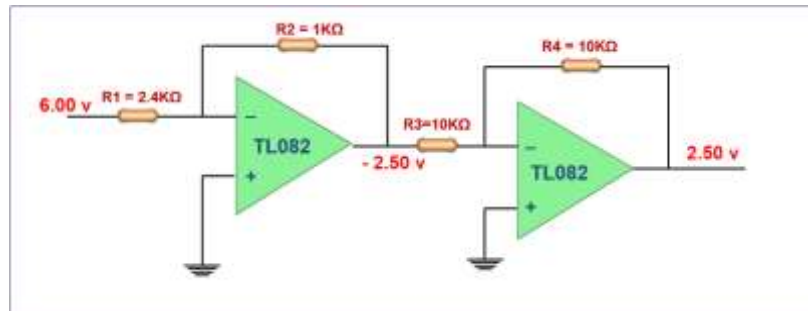 R2 = 1KΩ
R4 = 10KΩ
6.00 v
R1 = 2.4KΩ
R3=10KΩ
−
−
TL082
- 2.50 v
TL082
2.50 v
+
+